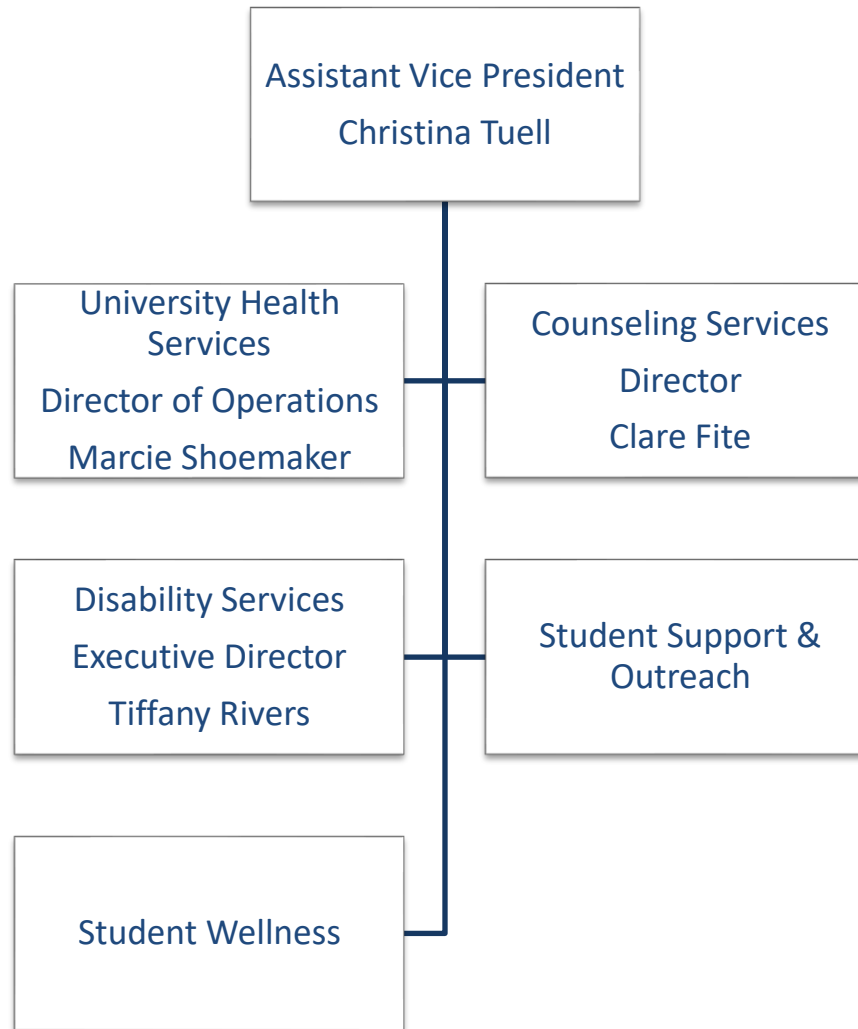 Assistant Vice President
Christina Tuell
University Health
Services
Director of Operations
Marcie Shoemaker
Counseling Services
Director
Clare Fite
Disability Services
Executive Director
Tiffany Rivers
Student Support &
Outreach
Student Wellness